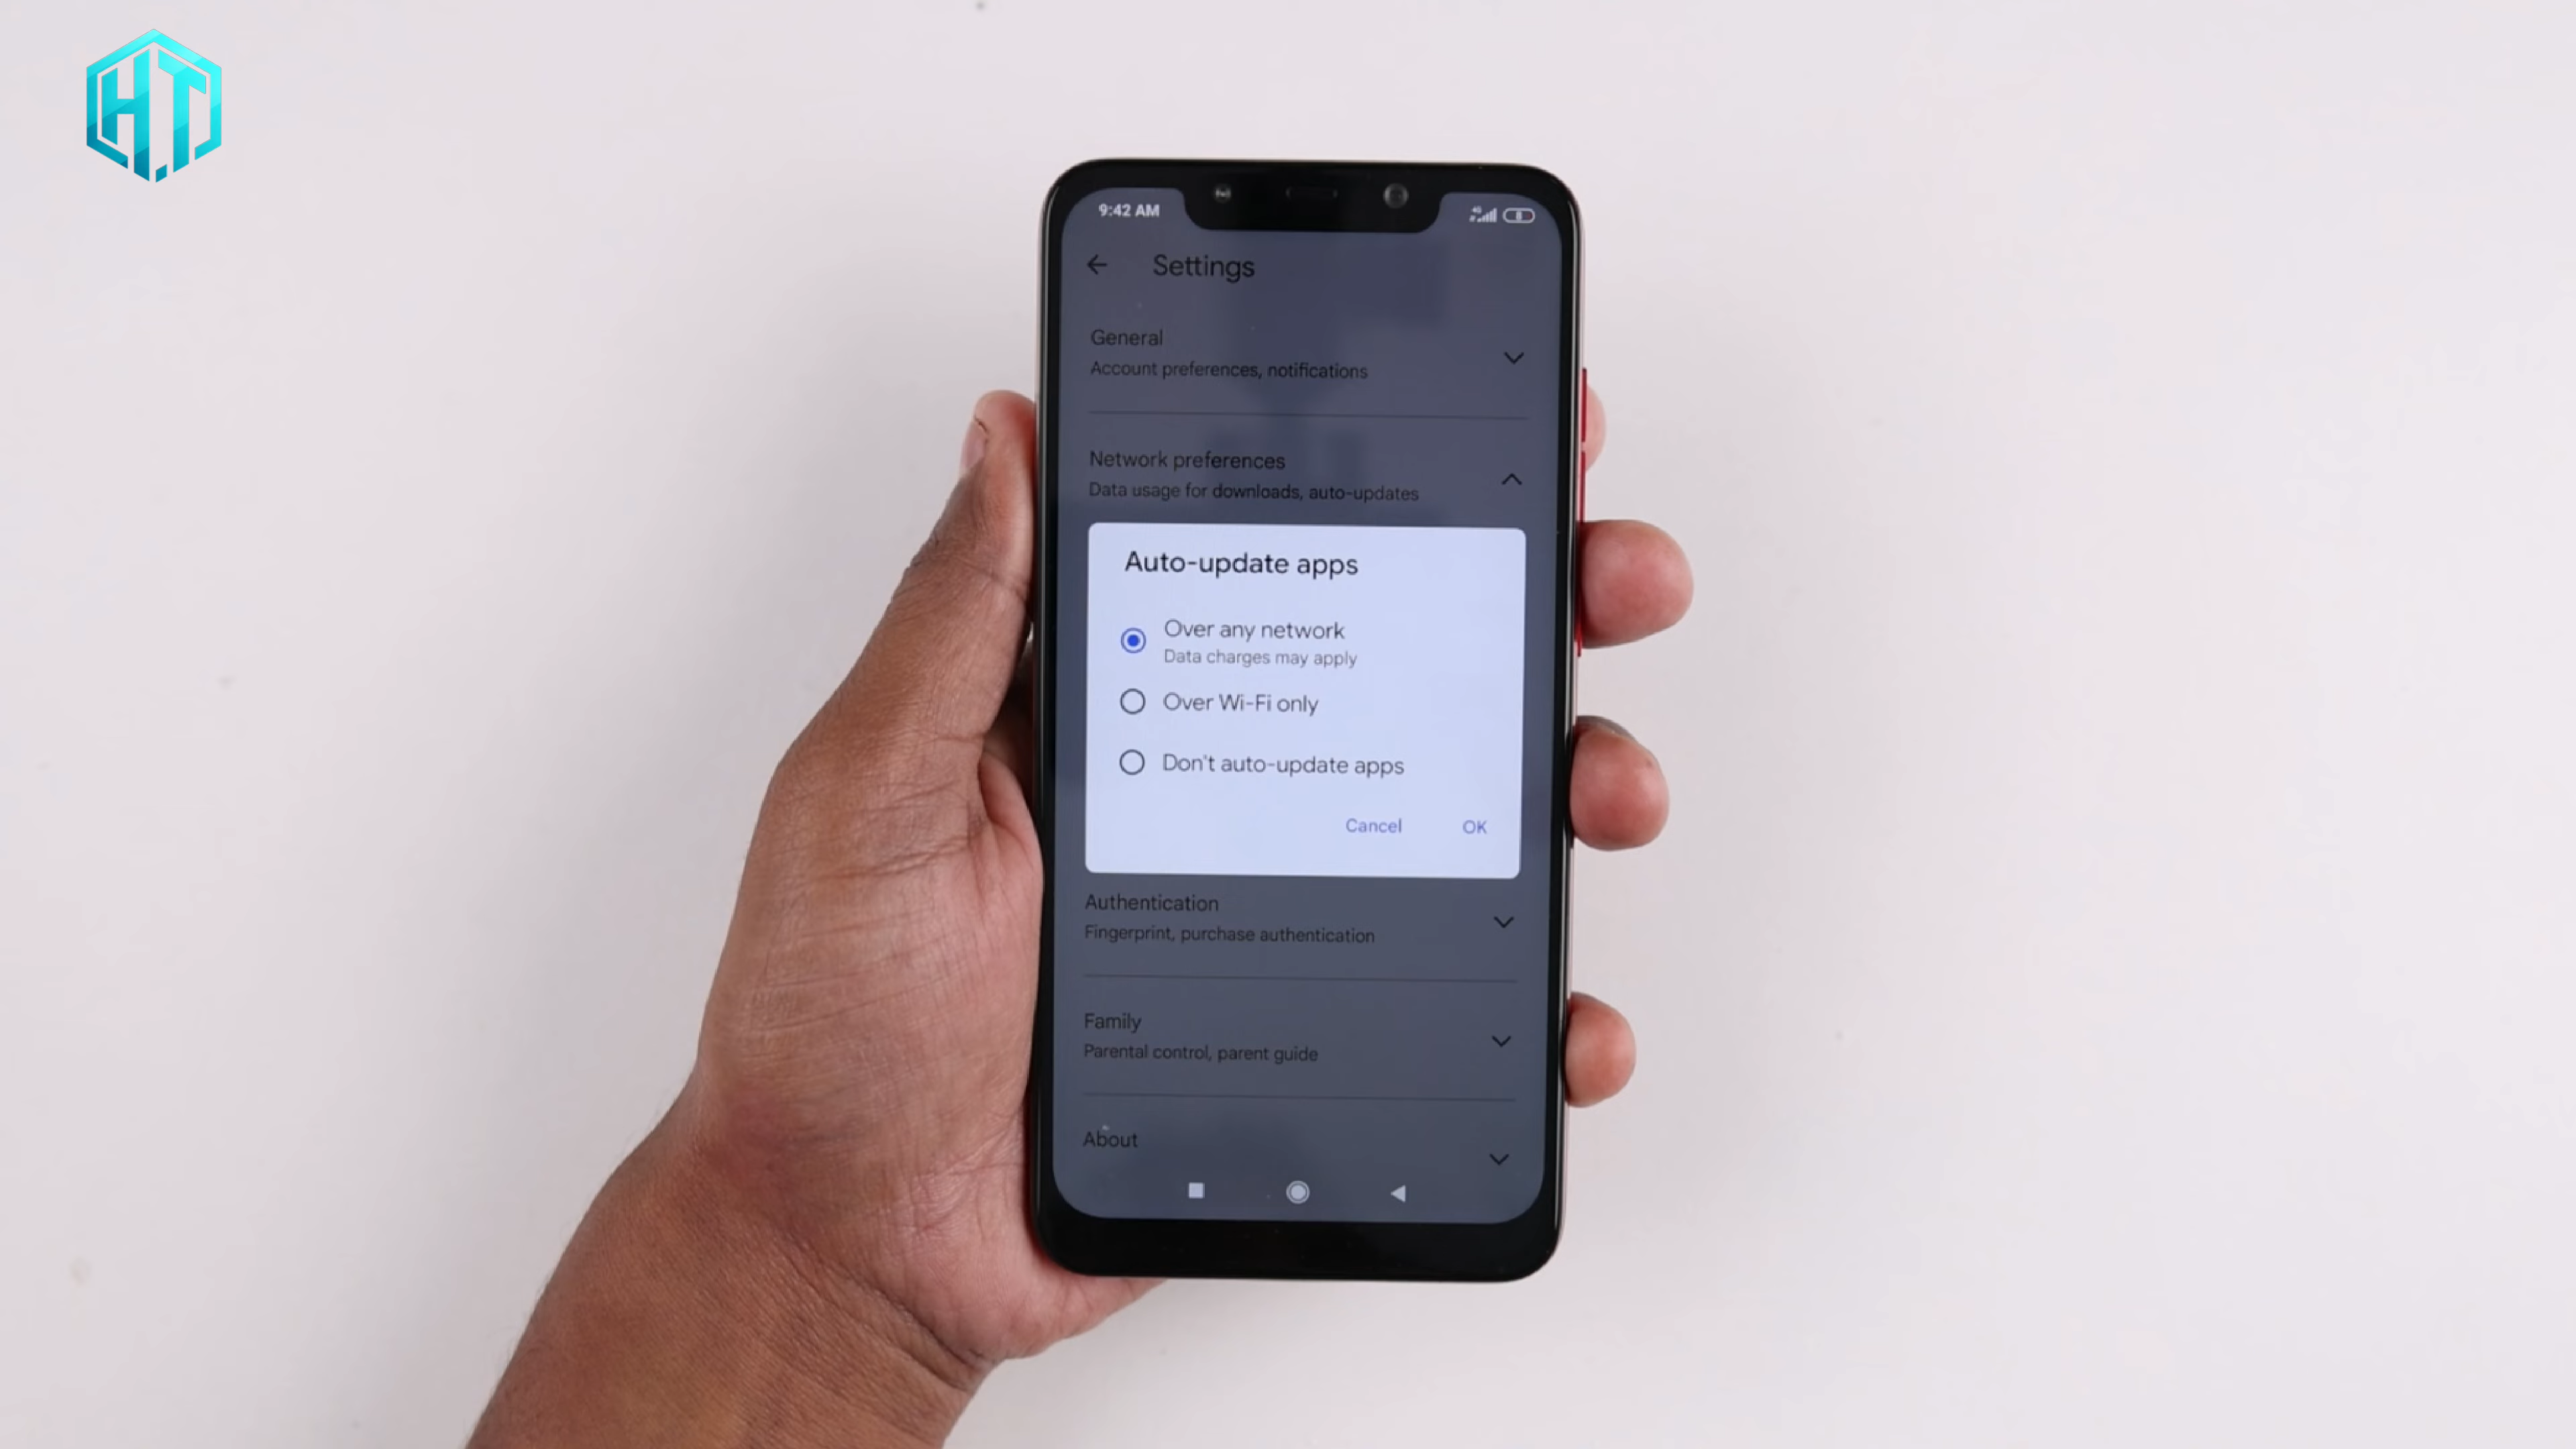 H.T
9:42 AM
4G
Settings
General
Account preferences, notifications
Network preferences
Data usage for downloads, auto-updates
Auto-update apps
Over any network
Data charges may apply
Over Wi-Fi only
Don't auto-update apps
Cancel OK
Authentication
Fingerprint, purchase authentication
Family
Parental control, parent guide
About